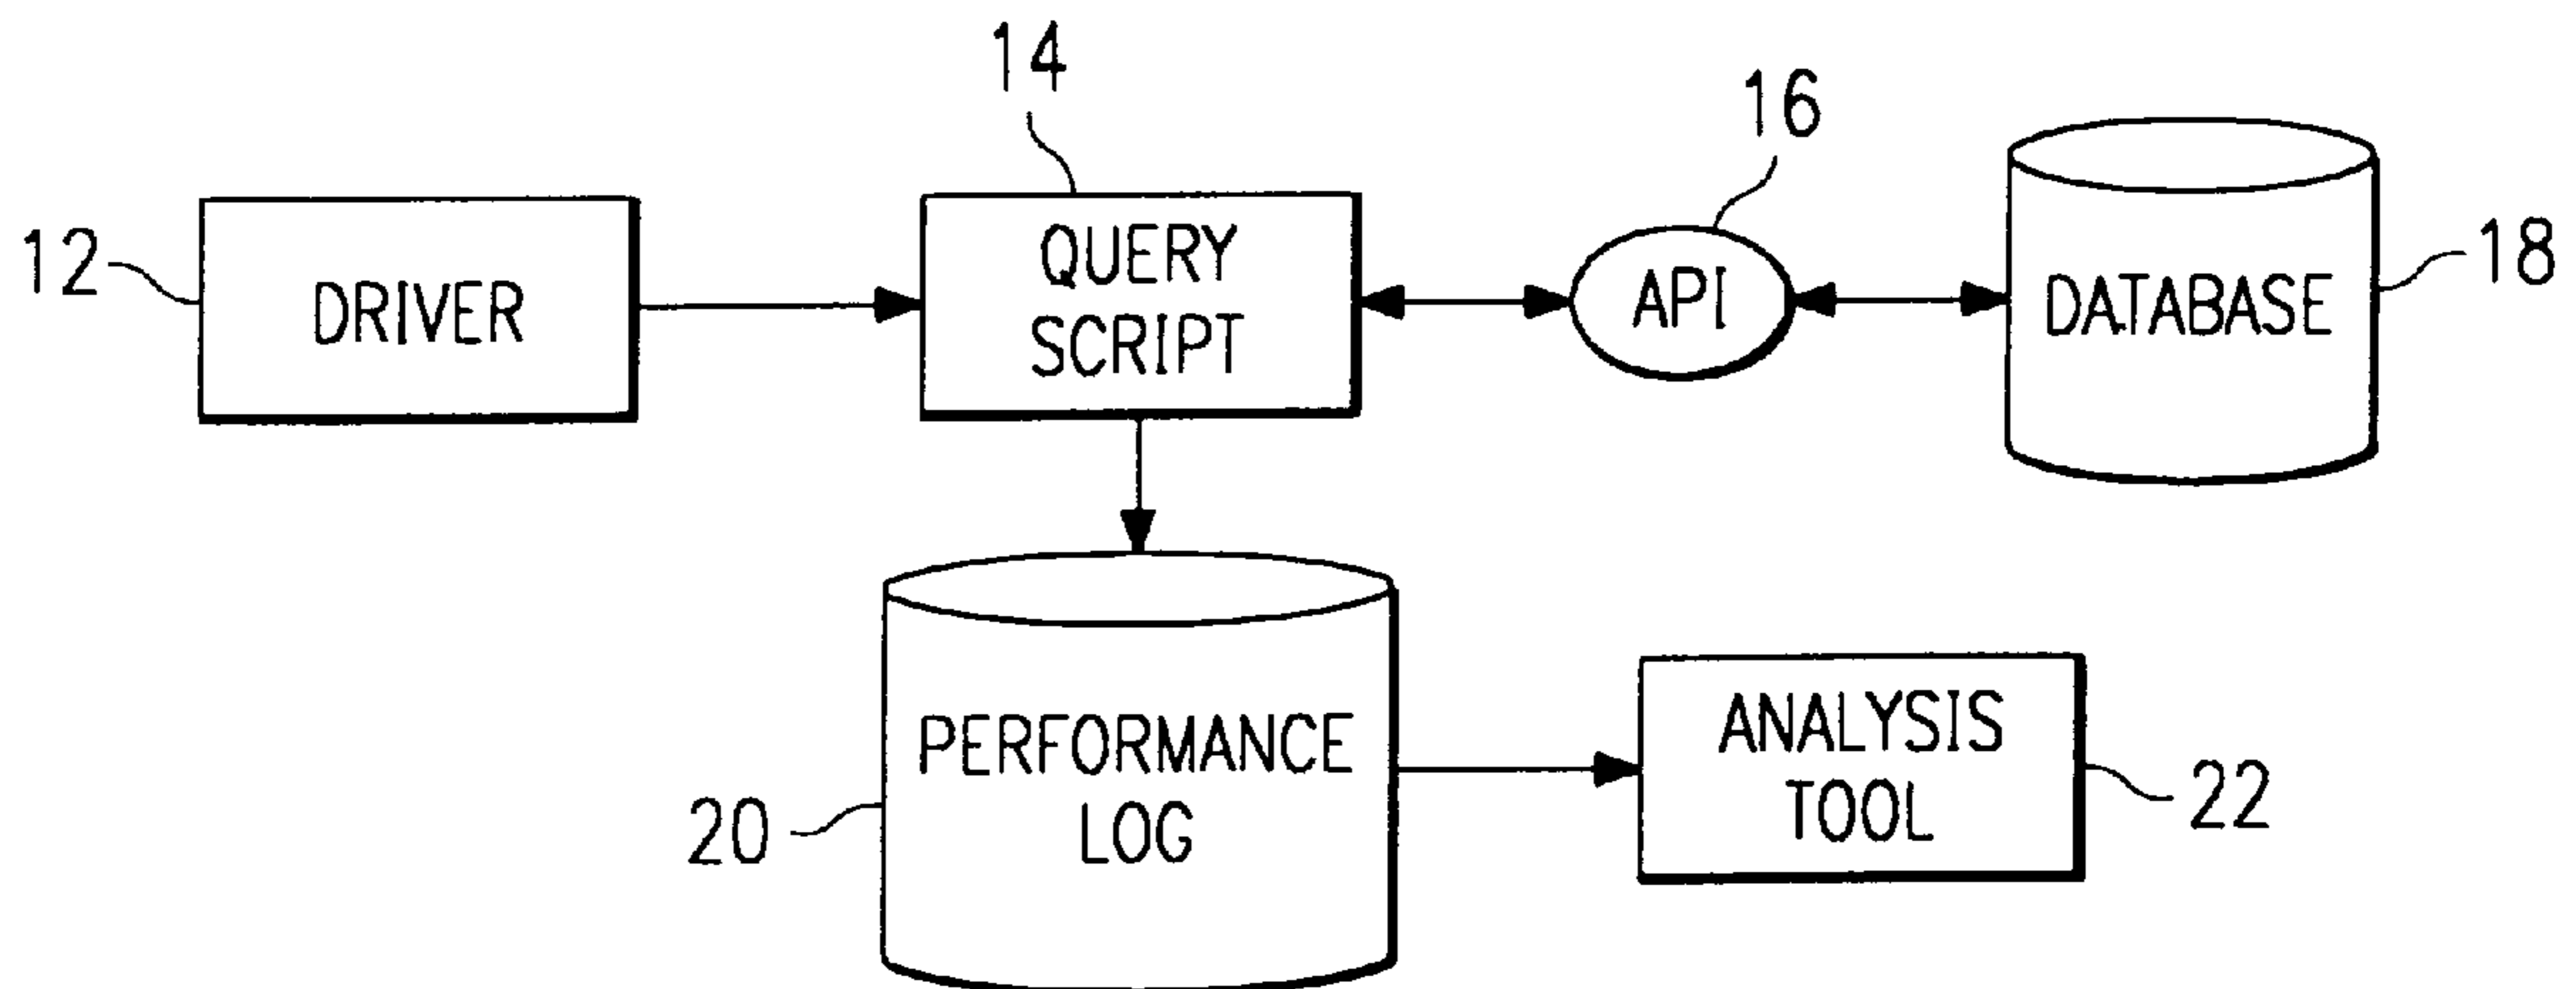 14
16
12
DRIVER
QUERY
SCRIPT
API
DATABASE
18
PERFORMANCE
LOG
20
ANALYSIS
TOOL
22